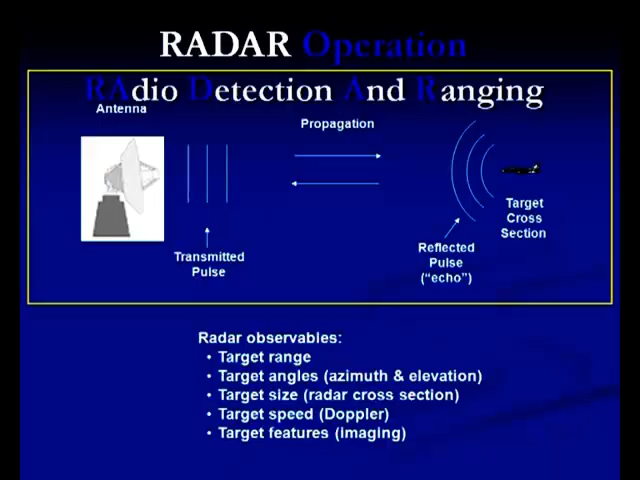 RADAR Operation
RAdio Detection And Ranging
Antenna
Propagation
Transmitted
Pulse
Reflected
Pulse
(“echo”)
Target
Cross
Section
Radar observables:
• Target range
• Target angles (azimuth & elevation)
• Target size (radar cross section)
• Target speed (Doppler)
• Target features (imaging)